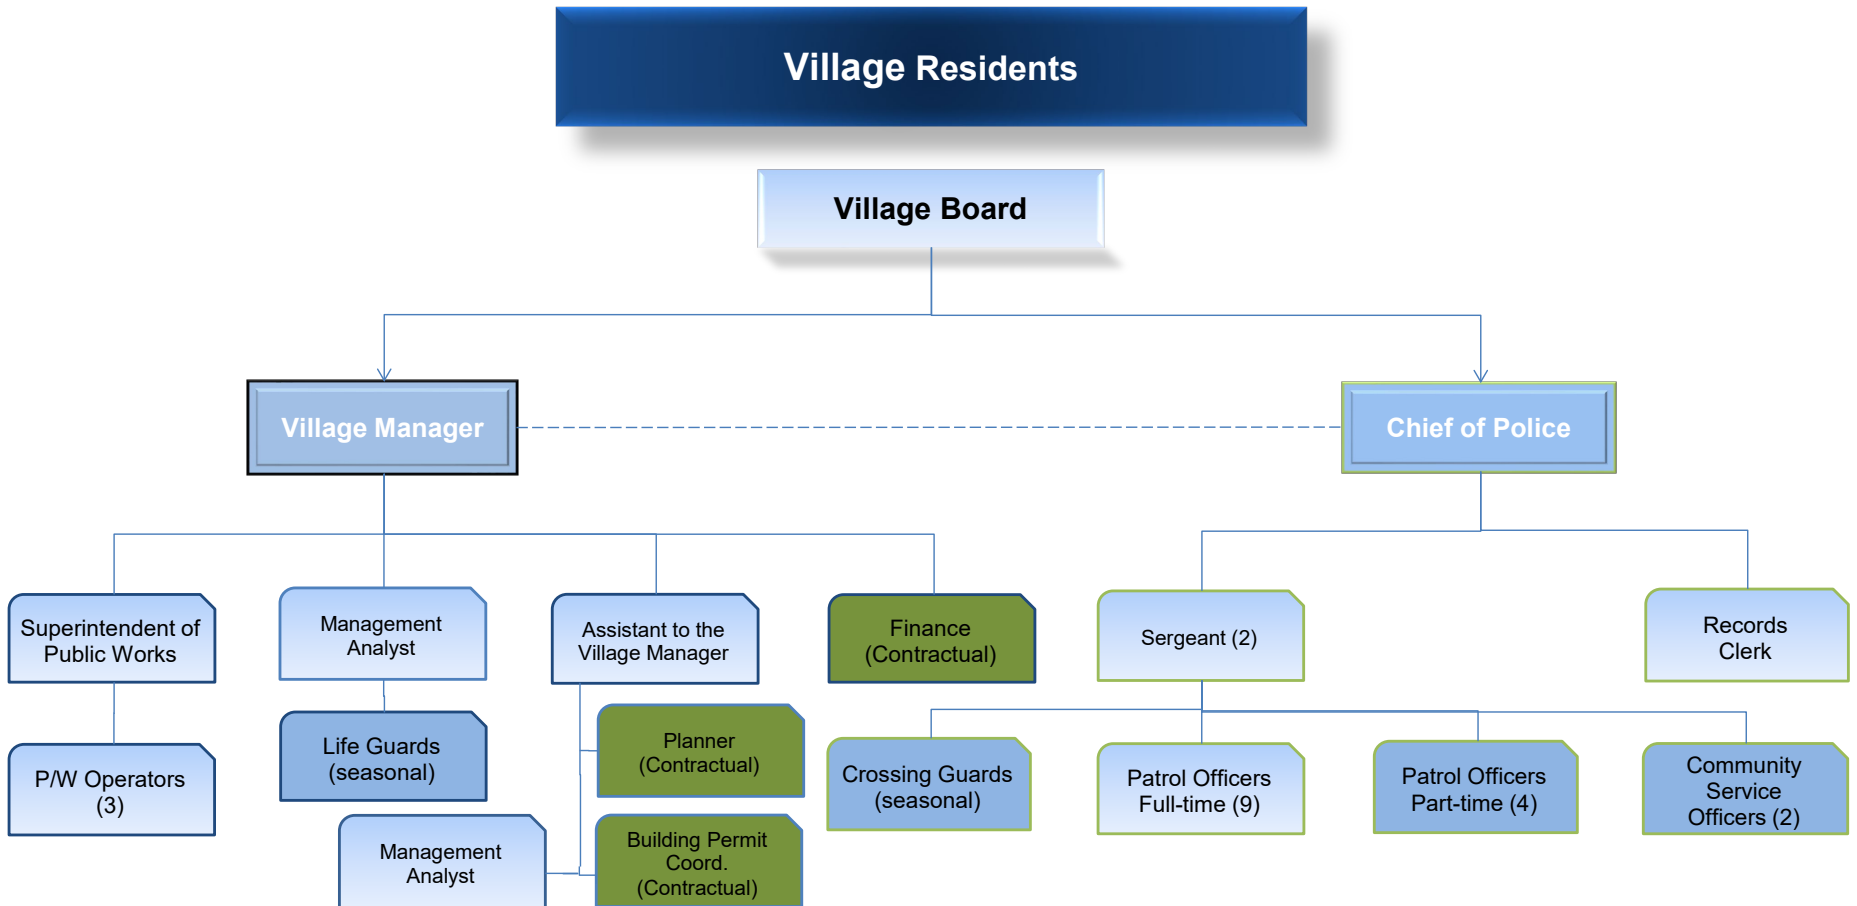 Village Residents
Village Board
Village Manager
Chief of Police
Superintendent of
Public Works
Management
Analyst
Assistant to the
Village Manager
Finance
(Contractual)
Sergeant (2)
Records
Clerk
P/W Operators
(3)
Life Guards
(seasonal)
Planner
(Contractual)
Crossing Guards
(seasonal)
Patrol Officers
Full-time (9)
Patrol Officers
Part-time (4)
Community
Service
Officers (2)
Management
Analyst
Building Permit
Coord.
(Contractual)